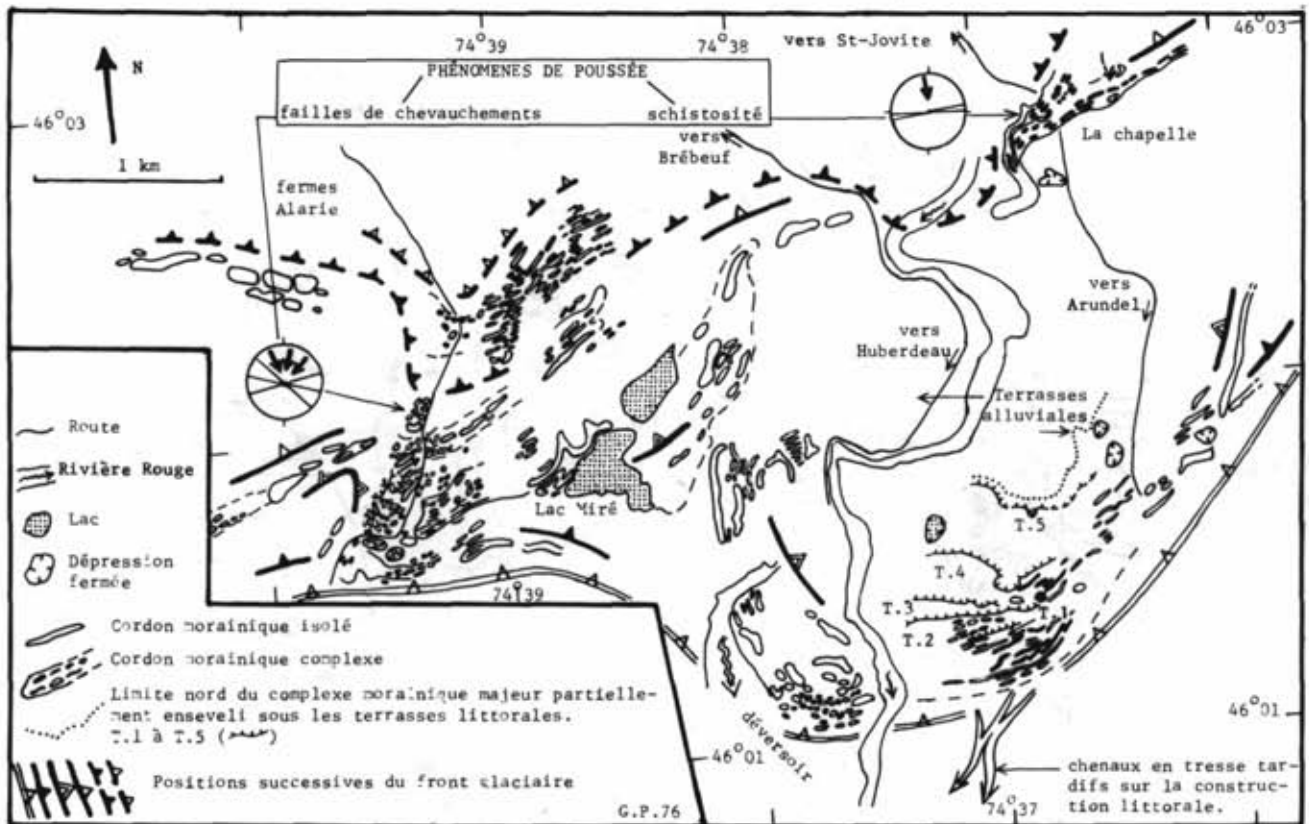 74°39
74°38
vers St-Jovite
46°03
N
PHÉNOMENES DE POUSSÉE
failles de chevauchements
schistosité
46°03
vers
Brébeuf
La chapelle
1 km
fermes
Alarie
vers
Arundel
vers
Huberdeau
Terrasses
alluviales
Route
Rivière Rouge
Lac
Dépression
fermée
Lac Miré
T.5
T.4
T.3
T.1
T.2
74°39
Cordon morainique isolé
Cordon morainique complexe
Limite nord du complexe morainique majeur partielle-
ment enseveli sous les terrasses littorales.
T.1 à T.5 ( )
Positions successives du front glaciaire
G.P.76
déversoir
46°01
46°01
74°37
chenaux en tresse tar-
difs sur la construc-
tion littorale.